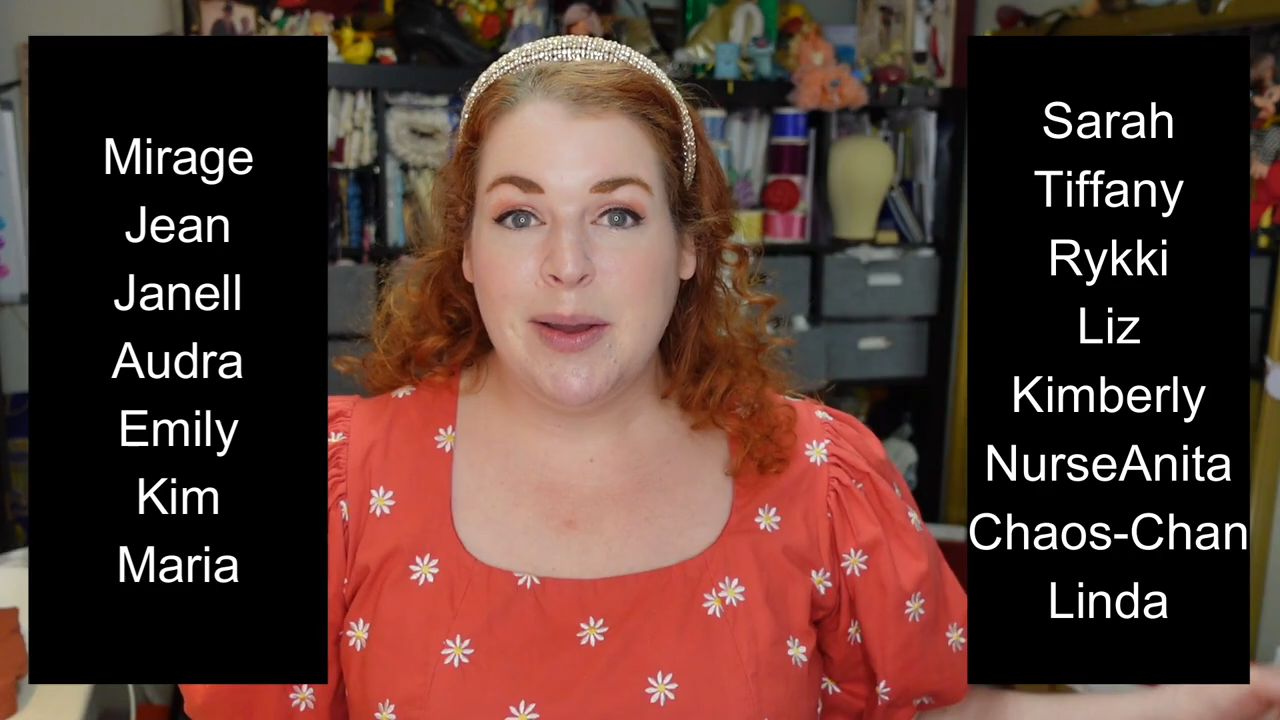 Mirage
Jean
Janell
Audra
Emily
Kim
Maria
Sarah
Tiffany
Rykki
Liz
Kimberly
NurseAnita
Chaos-Chan
Linda